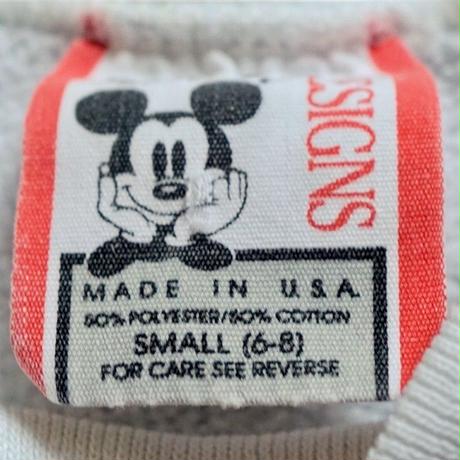 SIGNS
MADE IN U.S.A.
50% POLYESTER/50% COTTON
SMALL (6-8)
FOR CARE SEE REVERSE